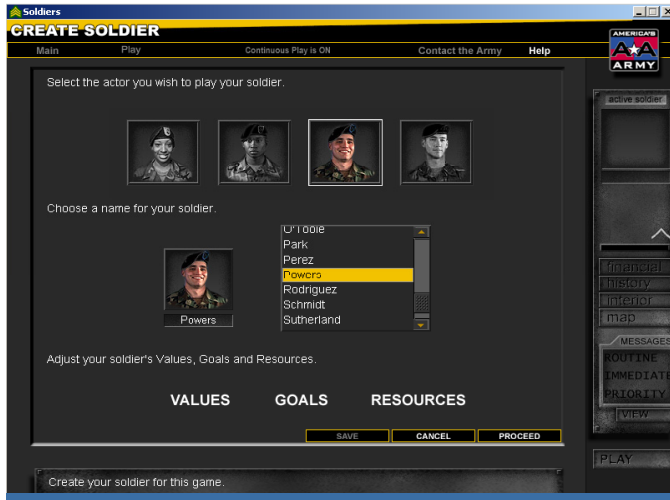 Soldiers
CREATE SOLDIER
Main Play Continuous Play is ON Contact the Army Help
AMERICA'S
ARMY
Select the actor you wish to play your soldier.
active soldier
Choose a name for your soldier.
O'Toole
Park
Perez
Powers
Rodriguez
Schmidt
Sutherland
Powers
financial
history
interior
map
MESSAGES
ROUTINE
IMMEDIATE
PRIORITY
VIEW
Adjust your soldier's Values, Goals and Resources.
VALUES GOALS RESOURCES
SAVE CANCEL PROCEED
PLAY
Create your soldier for this game.